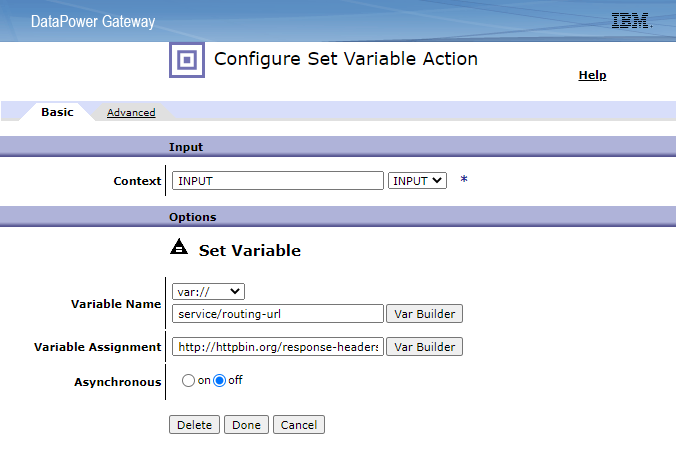 DataPower Gateway
IBM.
Configure Set Variable Action
Help
Basic Advanced
Input
Context INPUT INPUT *
Options
Set Variable
var://
Variable Name
service/routing-url Var Builder
Variable Assignment http://httpbin.org/response-headers Var Builder
Asynchronous on off
Delete Done Cancel